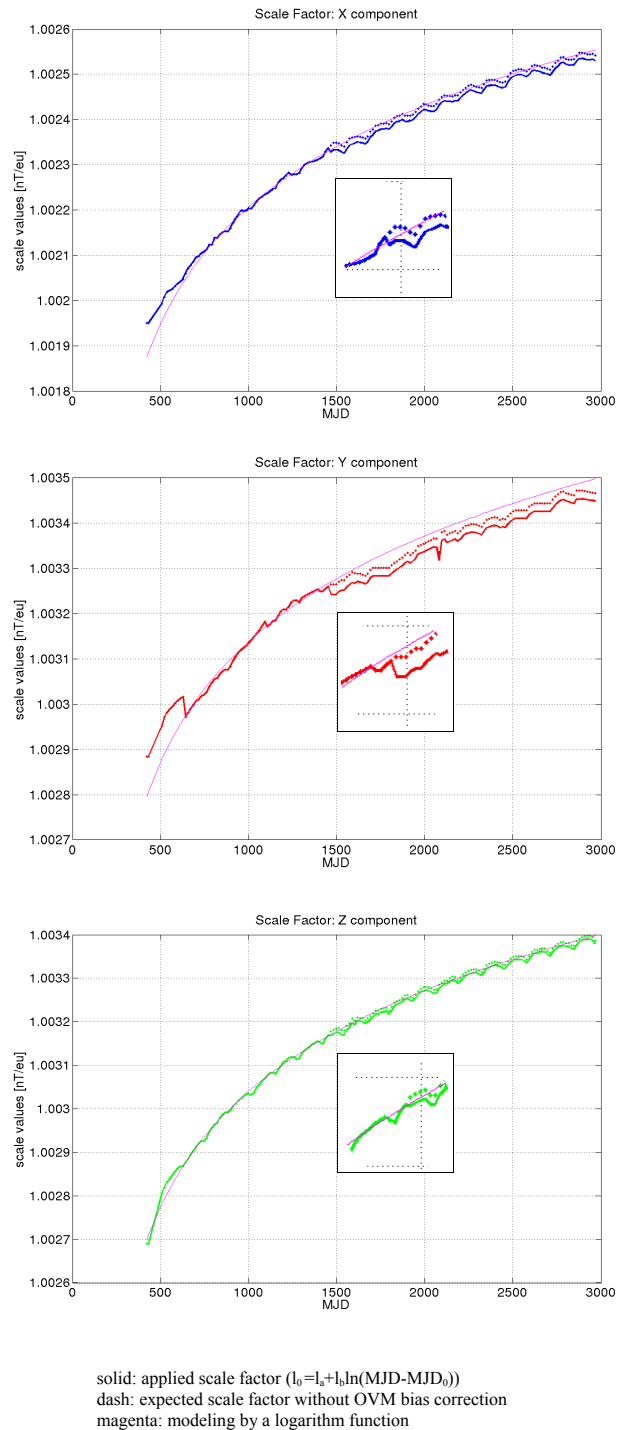 Scale Factor: X component
1.0026
1.0025
1.0024
1.0023
1.0022
1.0021
1.002
1.0019
1.0018
scale values [nT/eu]
0 500 1000 1500 2000 2500 3000
MJD
Scale Factor: Y component
1.0035
1.0034
1.0033
1.0032
1.0031
1.003
1.0029
1.0028
1.0027
scale values [nT/eu]
0 500 1000 1500 2000 2500 3000
MJD
Scale Factor: Z component
1.0034
1.0033
1.0032
1.0031
1.003
1.0029
1.0028
1.0027
1.0026
scale values [nT/eu]
0 500 1000 1500 2000 2500 3000
MJD
solid: applied scale factor (l₀=lₐ+l_bln(MJD-MJD₀))
dash: expected scale factor without OVM bias correction
magenta: modeling by a logarithm function